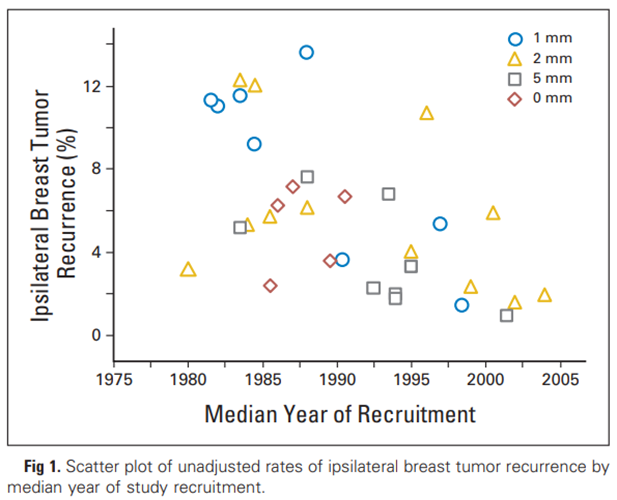 1 mm
2 mm
5 mm
0 mm
Ipsilateral Breast Tumor
Recurrence (%)
12
8
4
0
1975 1980 1985 1990 1995 2000 2005
Median Year of Recruitment
Fig 1. Scatter plot of unadjusted rates of ipsilateral breast tumor recurrence by
median year of study recruitment.